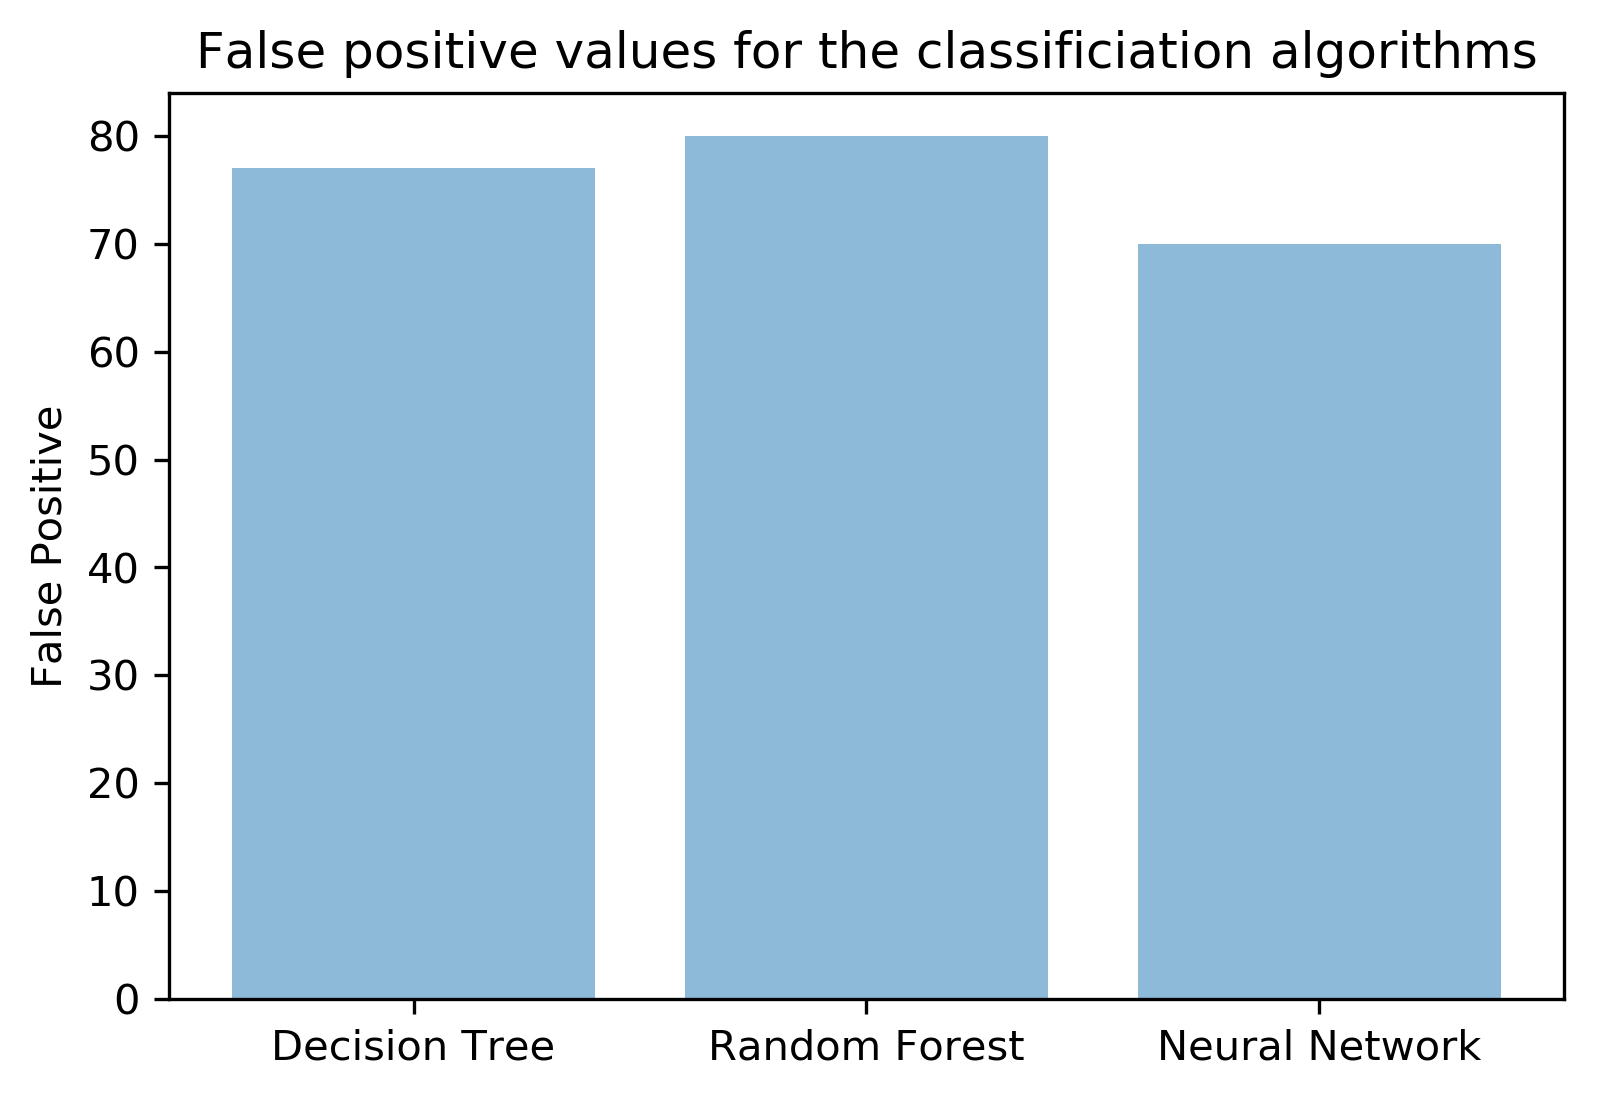 False positive values for the classificiation algorithms
80
70
60
50
40
30
20
10
0
False Positive
Decision Tree
Random Forest
Neural Network